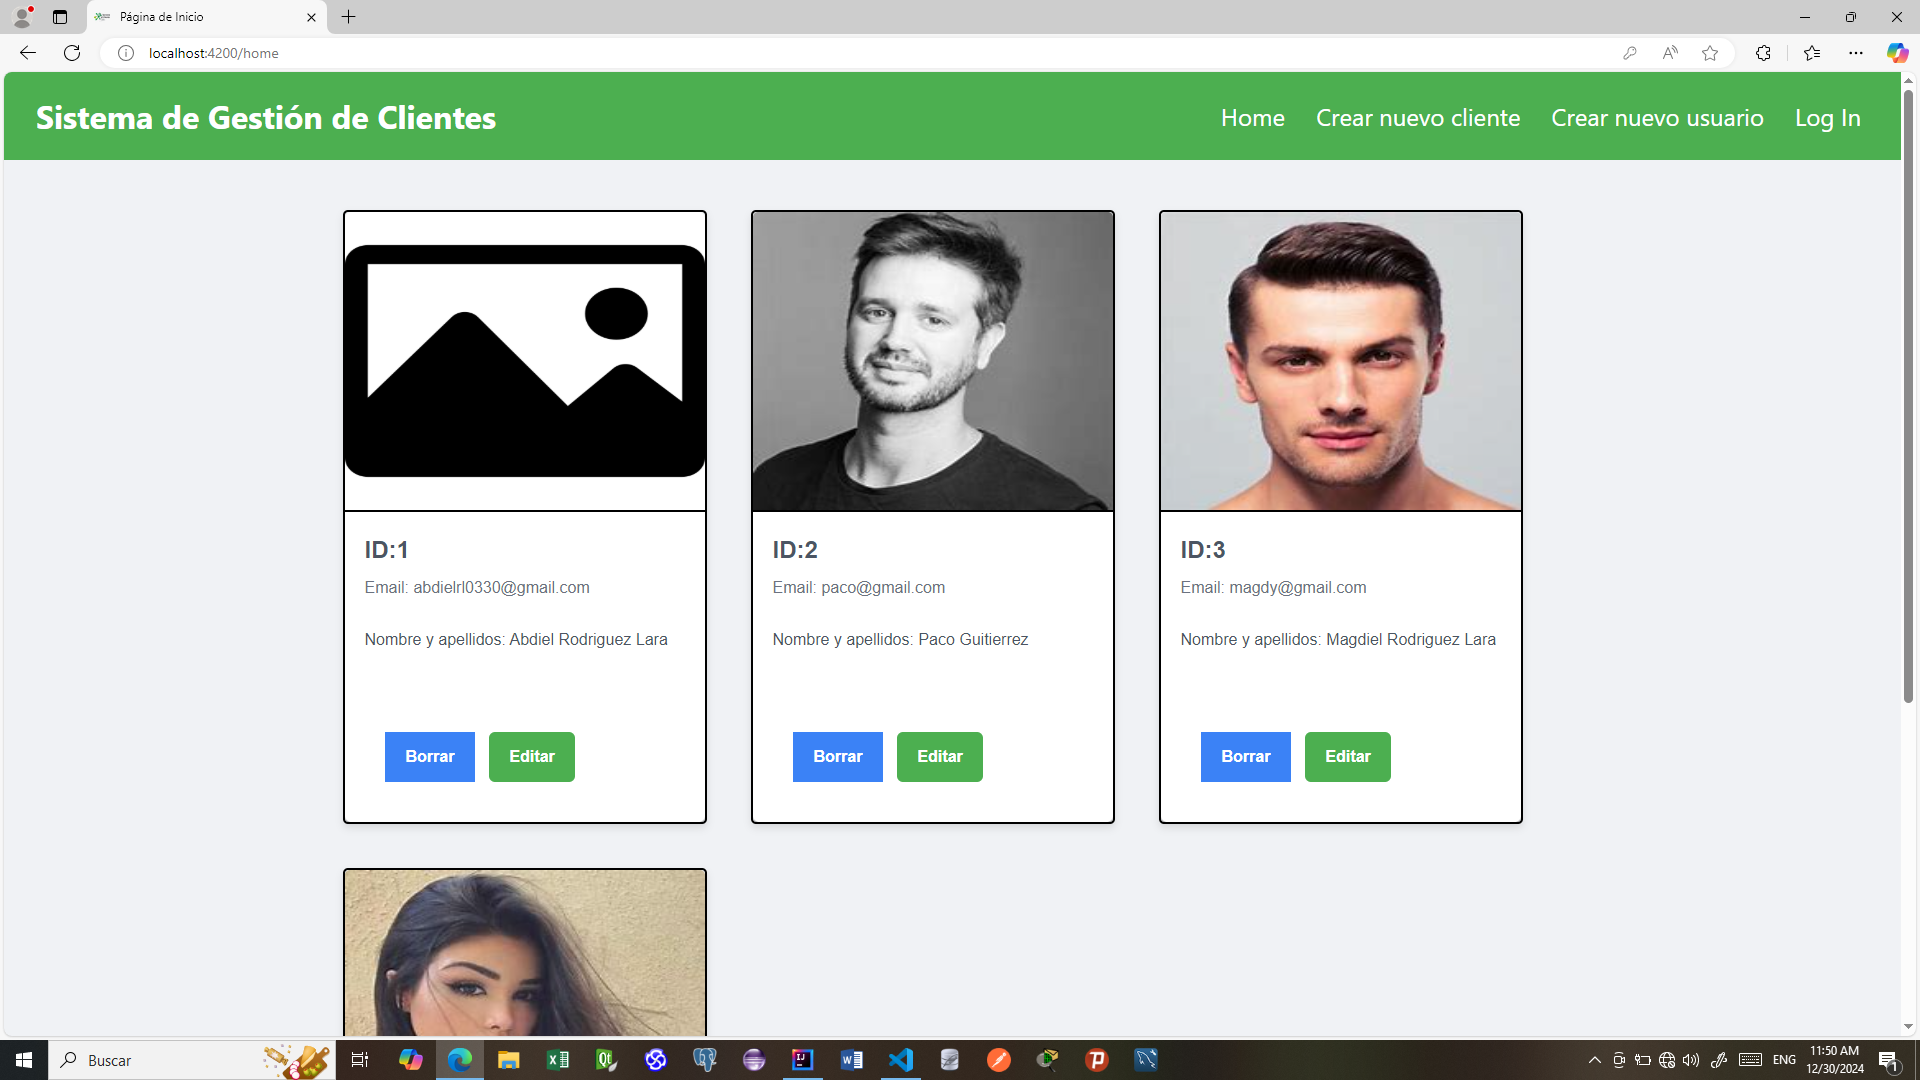 Página de Inicio
localhost:4200/home
Sistema de Gestión de Clientes
Home Crear nuevo cliente Crear nuevo usuario Log In
ID:1
Email: abdielrl0330@gmail.com
Nombre y apellidos: Abdiel Rodriguez Lara
Borrar Editar
ID:2
Email: paco@gmail.com
Nombre y apellidos: Paco Guitierrez
Borrar Editar
ID:3
Email: magdy@gmail.com
Nombre y apellidos: Magdiel Rodriguez Lara
Borrar Editar
Buscar
ENG
11:50 AM
12/30/2024
1